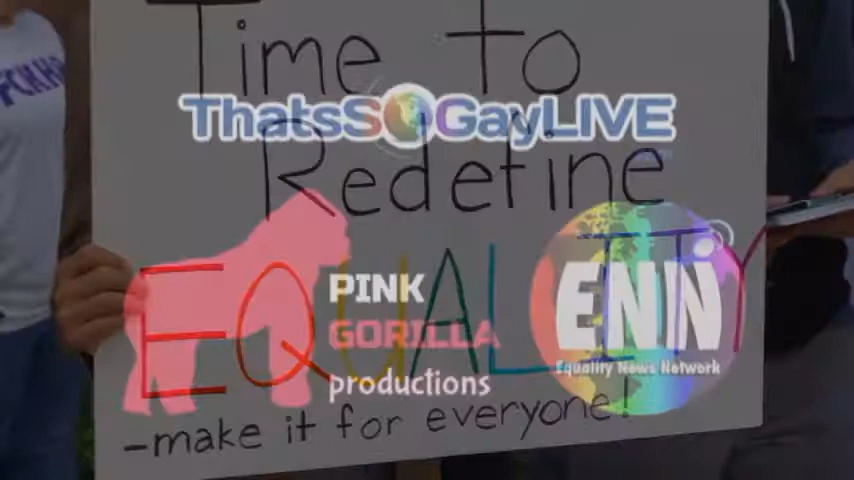 Time to
ThatsSOGayLIVE
Redefine
EQUALITY
PINK
GORILLA
productions
ENN
Equality News Network
-make it for everyone!